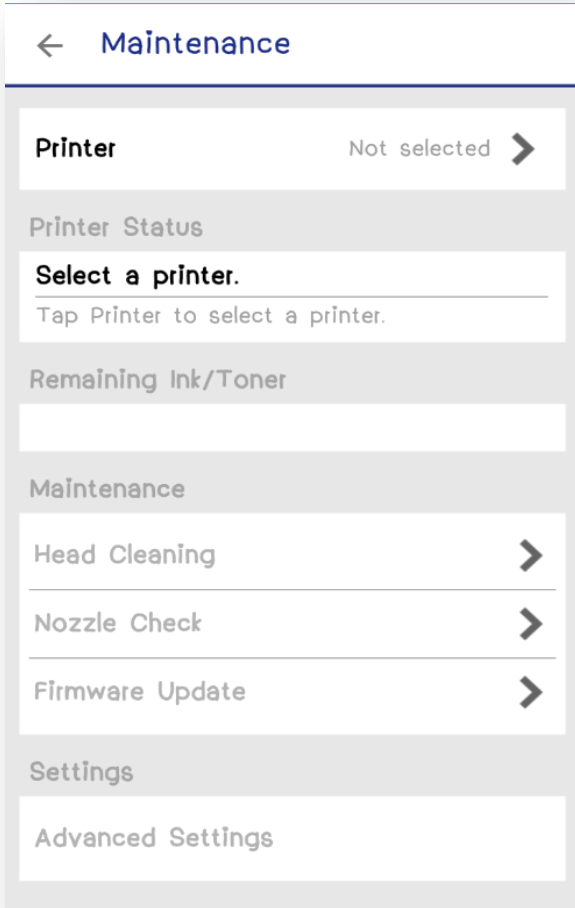 Maintenance
Printer Not selected
Printer Status
Select a printer.
Tap Printer to select a printer.
Remaining Ink/Toner
Maintenance
Head Cleaning
Nozzle Check
Firmware Update
Settings
Advanced Settings